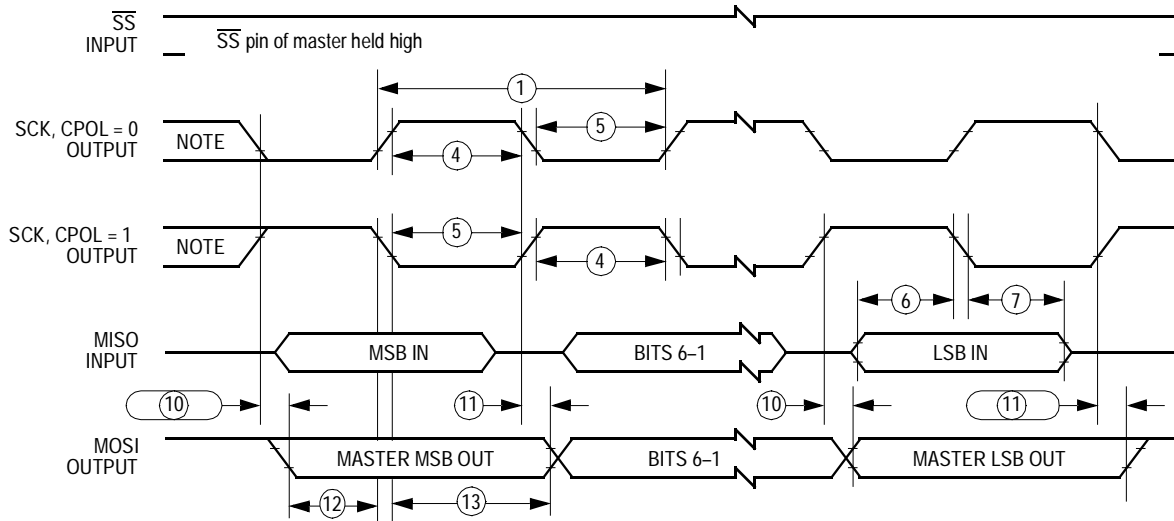 SS
INPUT
SS pin of master held high
1
SCK, CPOL = 0
OUTPUT
NOTE
5
4
SCK, CPOL = 1
OUTPUT
NOTE
5
4
6
7
MISO
INPUT
MSB IN
BITS 6–1
LSB IN
10
11
10
11
MOSI
OUTPUT
MASTER MSB OUT
BITS 6–1
MASTER LSB OUT
12
13